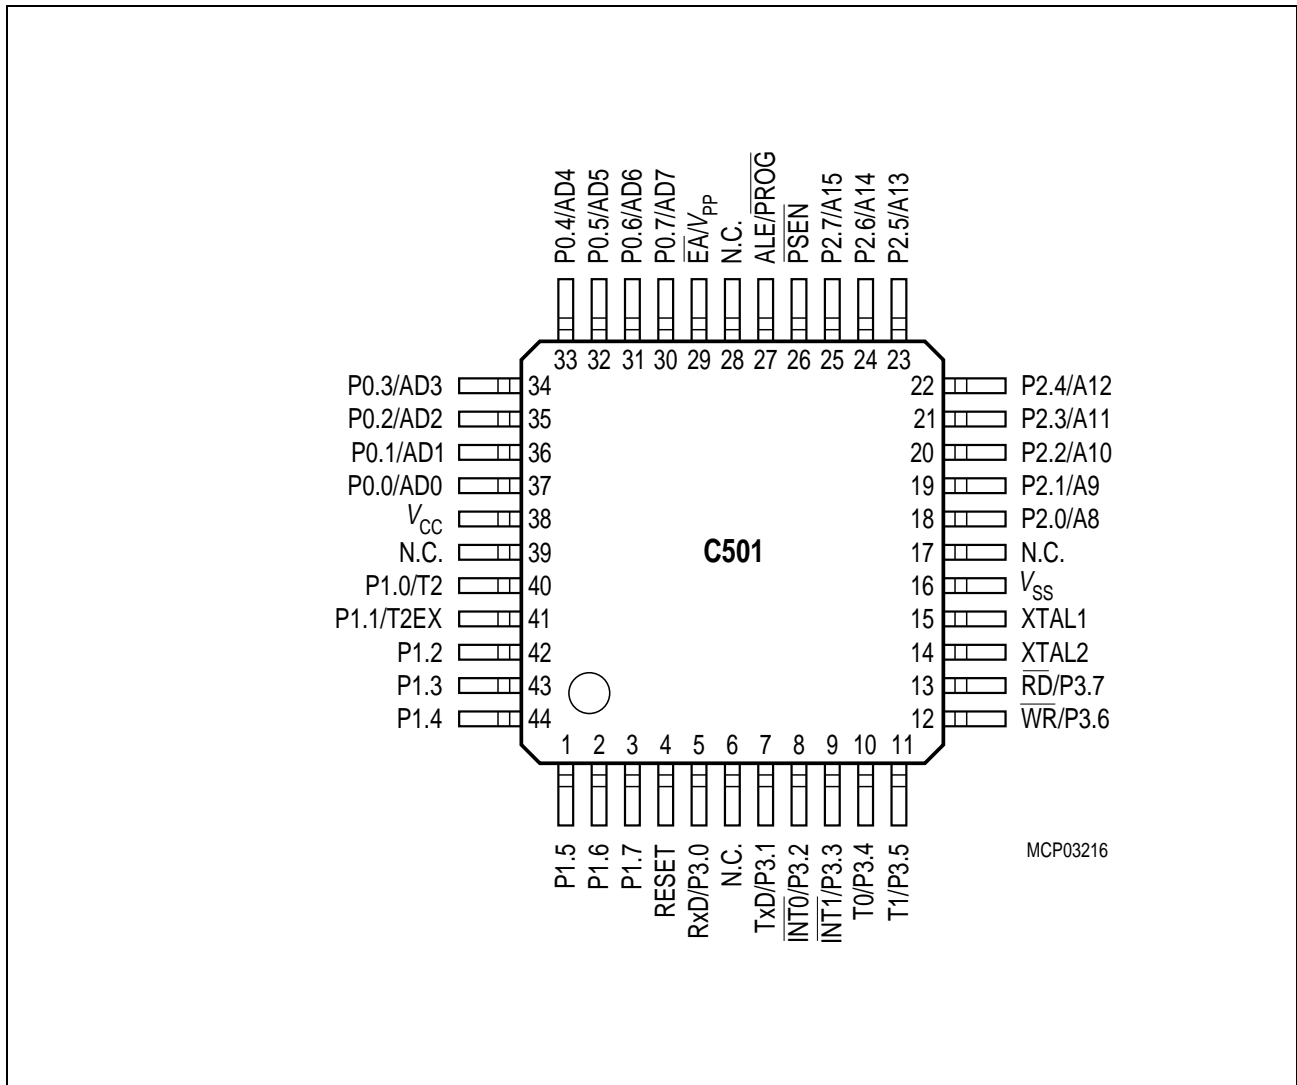 P0.4/AD4
P0.5/AD5
P0.6/AD6
P0.7/AD7
E̅A̅/VPP
N.C.
ALE/P̅R̅O̅G̅
P̅S̅E̅N̅
P2.7/A15
P2.6/A14
P2.5/A13
33 32 31 30 29 28 27 26 25 24 23
P0.3/AD3 34 22 P2.4/A12
P0.2/AD2 35 21 P2.3/A11
P0.1/AD1 36 20 P2.2/A10
P0.0/AD0 37 19 P2.1/A9
VCC 38 18 P2.0/A8
N.C. 39 C501 17 N.C.
P1.0/T2 40 16 VSS
P1.1/T2EX 41 15 XTAL1
P1.2 42 14 XTAL2
P1.3 43 13 R̅D̅/P3.7
P1.4 44 12 W̅R̅/P3.6
1 2 3 4 5 6 7 8 9 10 11
P1.5
P1.6
P1.7
RESET
RxD/P3.0
N.C.
TxD/P3.1
I̅N̅T̅0̅/P3.2
I̅N̅T̅1̅/P3.3
T0/P3.4
T1/P3.5
MCP03216